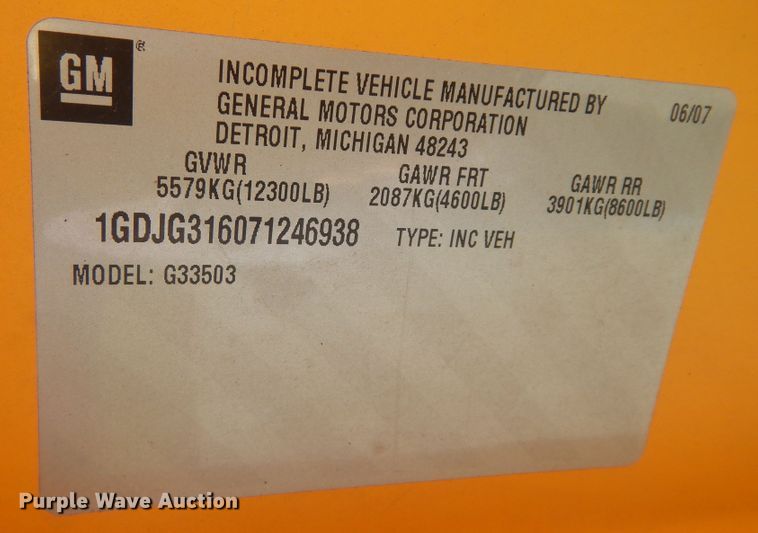 GM ®
INCOMPLETE VEHICLE MANUFACTURED BY
GENERAL MOTORS CORPORATION
DETROIT, MICHIGAN 48243
06/07
GVWR GAWR FRT GAWR RR
5579KG(12300LB) 2087KG(4600LB) 3901KG(8600LB)
1GDJG316071246938 TYPE: INC VEH
MODEL: G33503
Purple Wave Auction